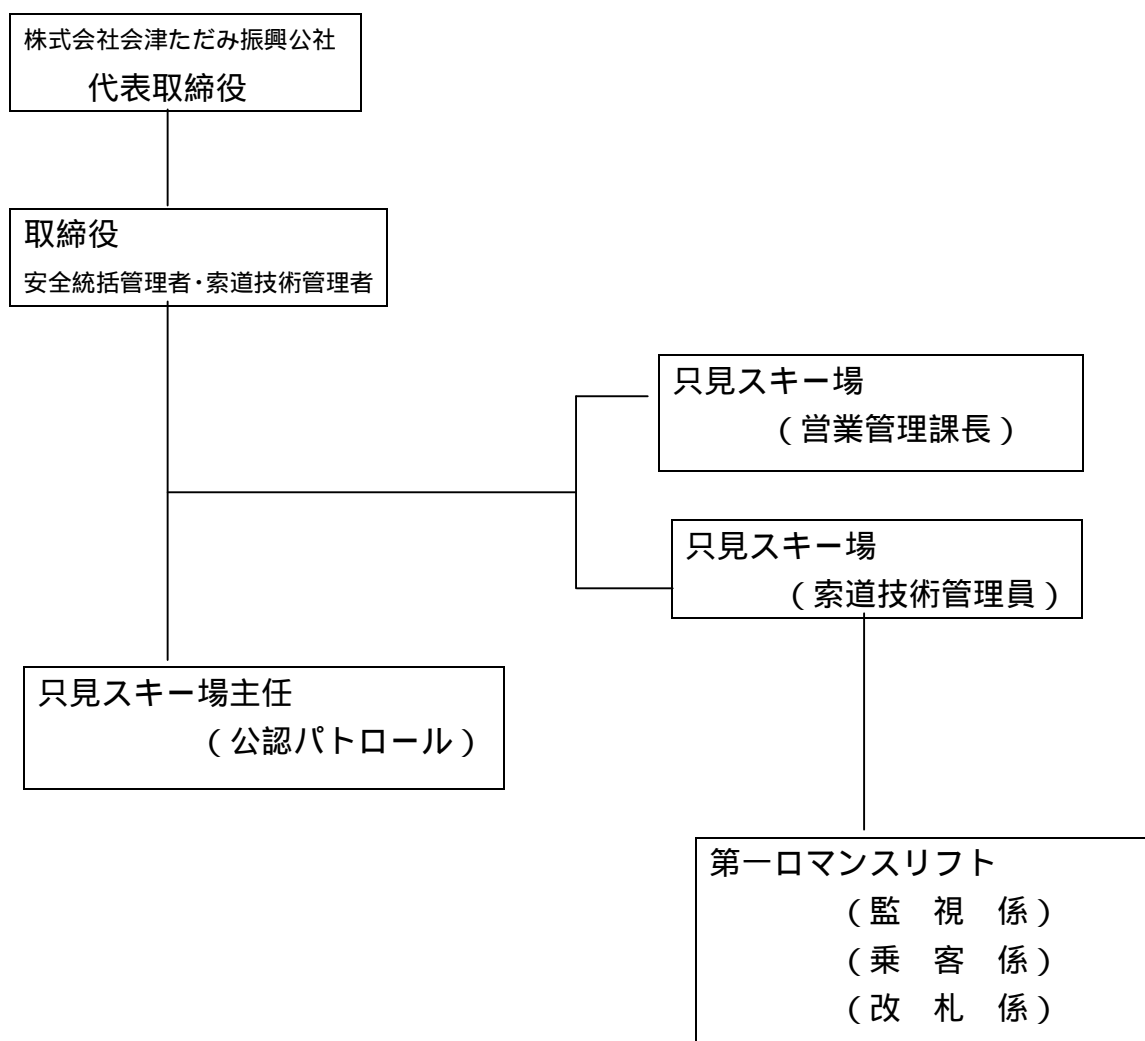 株式会社会津ただみ振興公社
代表取締役
取締役
安全統括管理者・索道技術管理者
只見スキー場
（営業管理課長）
只見スキー場
（索道技術管理員）
只見スキー場主任
（公認パトロール）
第一ロマンスリフト
（監　視　係）
（乗　客　係）
（改　札　係）